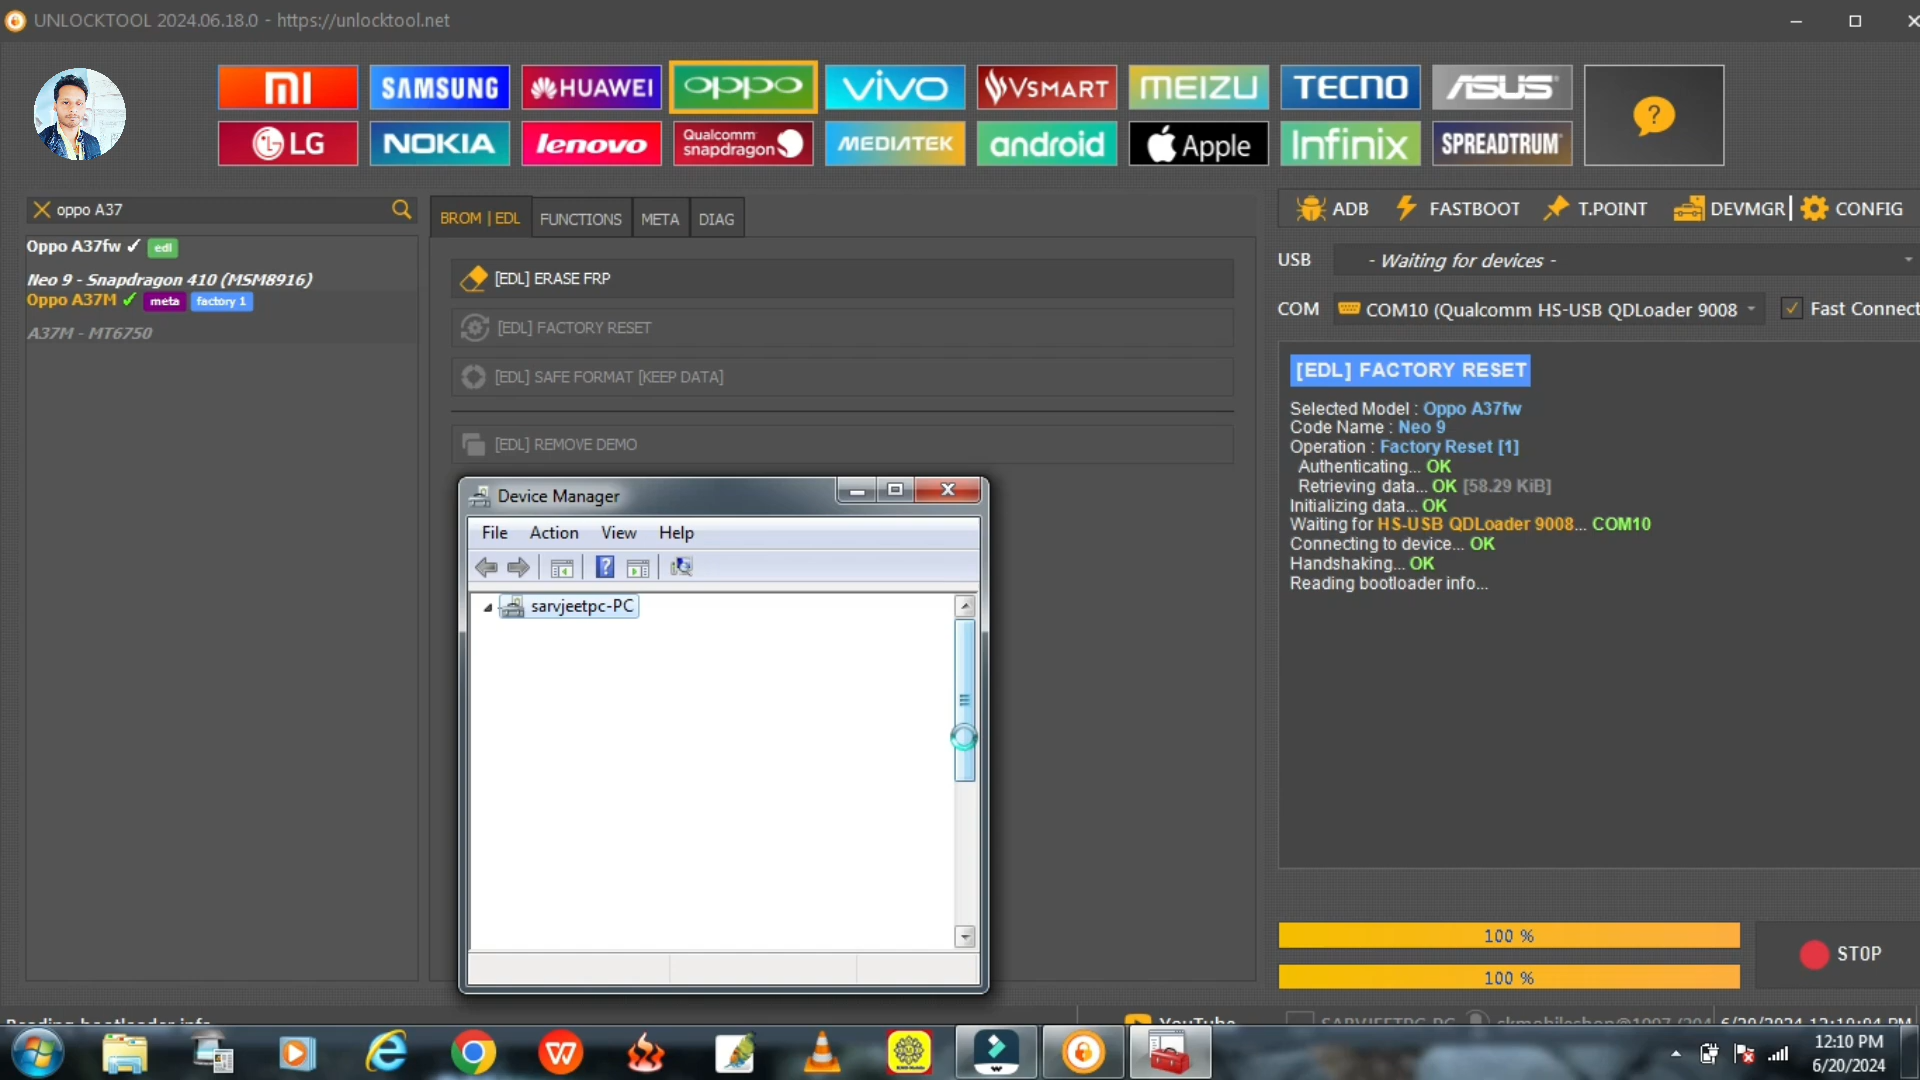 UNLOCKTOOL 2024.06.18.0 - https://unlocktool.net
MI SAMSUNG HUAWEI oppo vivo VSMART MEIZU TECNO ASUS ?
LG NOKIA lenovo Qualcomm snapdragon MEDIATEK android Apple Infinix SPREADTRUM
oppo A37
Oppo A37fw ✓ edl
Neo 9 - Snapdragon 410 (MSM8916)
Oppo A37M ✓ meta factory 1
A37M - MT6750
BROM | EDL FUNCTIONS META DIAG
[EDL] ERASE FRP
[EDL] FACTORY RESET
[EDL] SAFE FORMAT [KEEP DATA]
[EDL] REMOVE DEMO
Device Manager
File Action View Help
sarvjeetpc-PC
ADB FASTBOOT T.POINT DEVMGR CONFIG
USB - Waiting for devices -
COM COM10 (Qualcomm HS-USB QDLoader 9008 Fast Connect
[EDL] FACTORY RESET
Selected Model : Oppo A37fw
Code Name : Neo 9
Operation : Factory Reset [1]
Authenticating... OK
Retrieving data... OK [58.29 KiB]
Initializing data... OK
Waiting for HS-USB QDLoader 9008... COM10
Connecting to device... OK
Handshaking... OK
Reading bootloader info...
100 %
100 %
STOP
Reading bootloader info
YouTube
12:10 PM
6/20/2024